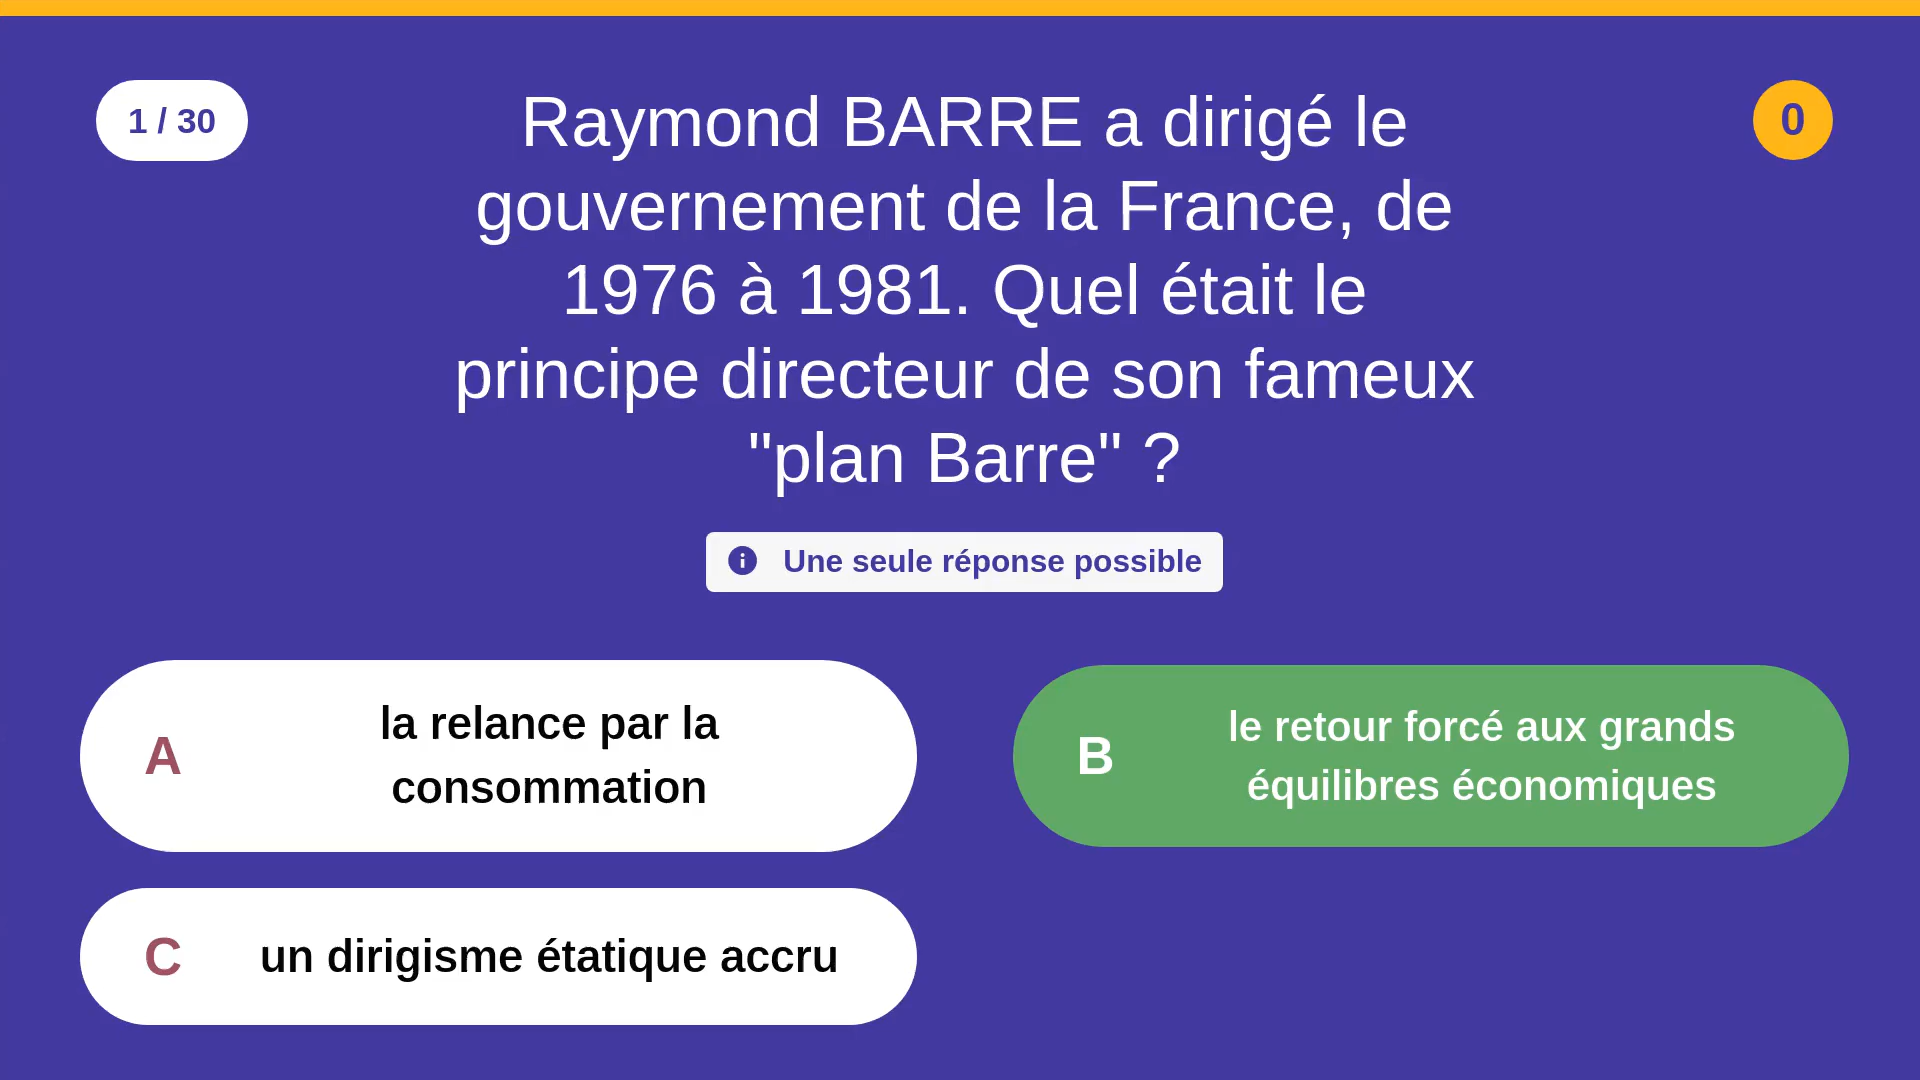 1 / 30
Raymond BARRE a dirigé le
gouvernement de la France, de
1976 à 1981. Quel était le
principe directeur de son fameux
"plan Barre" ?
0
Une seule réponse possible
A
la relance par la
consommation
B
le retour forcé aux grands
équilibres économiques
C
un dirigisme étatique accru